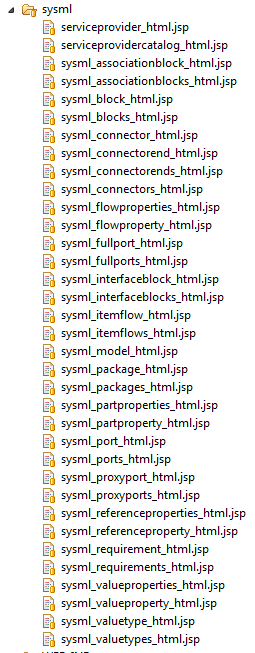 sysml
serviceprovider_html.jsp
serviceprovidercatalog_html.jsp
sysml_associationblock_html.jsp
sysml_associationblocks_html.jsp
sysml_block_html.jsp
sysml_blocks_html.jsp
sysml_connector_html.jsp
sysml_connectorend_html.jsp
sysml_connectorends_html.jsp
sysml_connectors_html.jsp
sysml_flowproperties_html.jsp
sysml_flowproperty_html.jsp
sysml_fullport_html.jsp
sysml_fullports_html.jsp
sysml_interfaceblock_html.jsp
sysml_interfaceblocks_html.jsp
sysml_itemflow_html.jsp
sysml_itemflows_html.jsp
sysml_model_html.jsp
sysml_package_html.jsp
sysml_packages_html.jsp
sysml_partproperties_html.jsp
sysml_partproperty_html.jsp
sysml_port_html.jsp
sysml_ports_html.jsp
sysml_proxyport_html.jsp
sysml_proxyports_html.jsp
sysml_referenceproperties_html.jsp
sysml_referenceproperty_html.jsp
sysml_requirement_html.jsp
sysml_requirements_html.jsp
sysml_valueproperties_html.jsp
sysml_valueproperty_html.jsp
sysml_valuetype_html.jsp
sysml_valuetypes_html.jsp